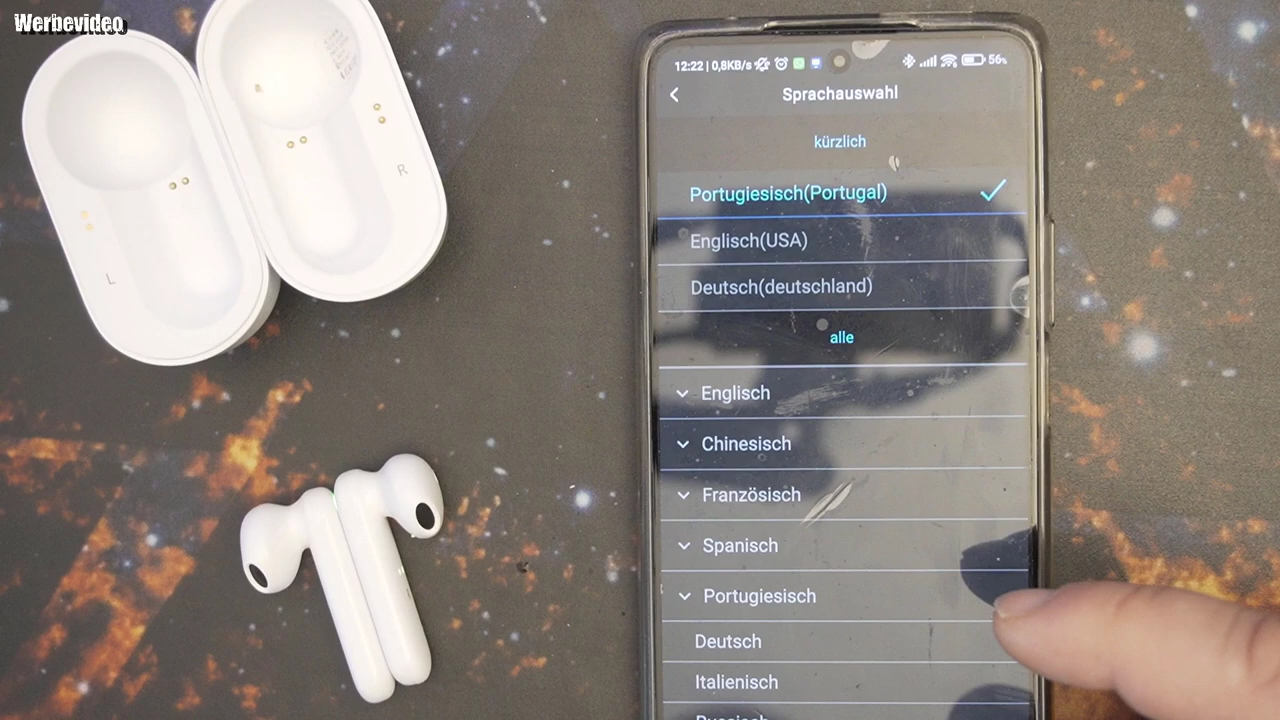 Werbevideo
12:22 | 0,8KB/s
56%
Sprachauswahl
kürzlich
Portugiesisch(Portugal)
Englisch(USA)
Deutsch(deutschland)
alle
Englisch
Chinesisch
Französisch
Spanisch
Portugiesisch
Deutsch
Italienisch
L
R